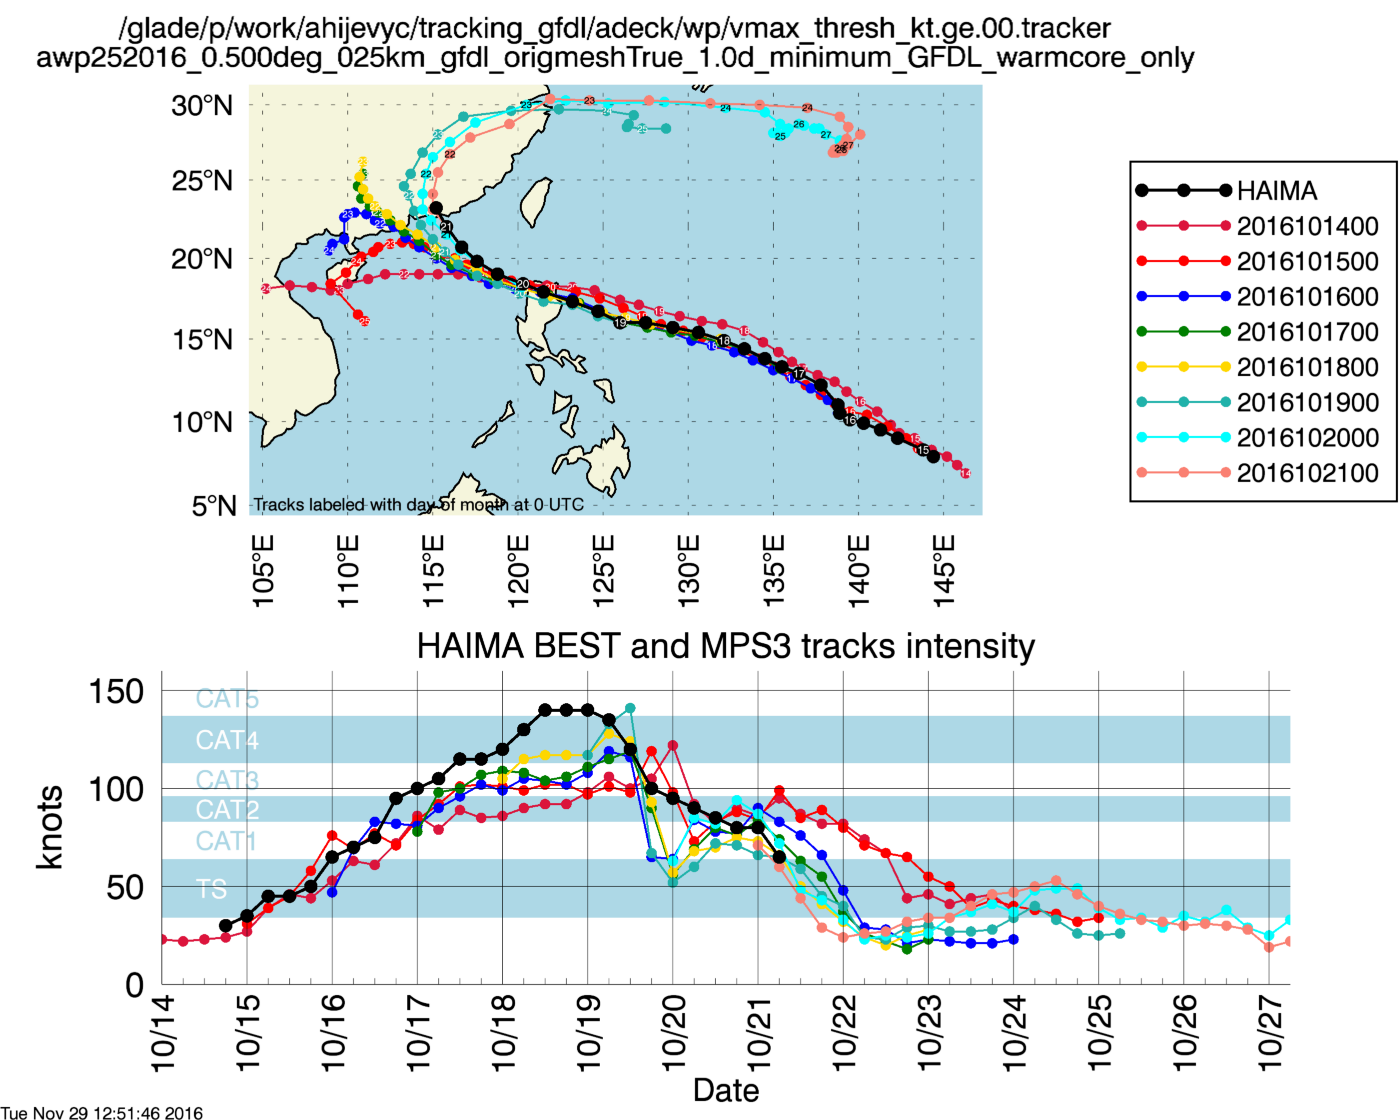 /glade/p/work/ahijevyc/tracking_gfdl/adeck/wp/vmax_thresh_kt.ge.00.tracker
awp252016_0.500deg_025km_gfdl_origmeshTrue_1.0d_minimum_GFDL_warmcore_only
30°N
25°N
20°N
15°N
10°N
5°N
Tracks labeled with day of month at 0 UTC
105°E
110°E
115°E
120°E
125°E
130°E
135°E
140°E
145°E
HAIMA
2016101400
2016101500
2016101600
2016101700
2016101800
2016101900
2016102000
2016102100
HAIMA BEST and MPS3 tracks intensity
150
100
50
0
knots
CAT5
CAT4
CAT3
CAT2
CAT1
TS
10/14
10/15
10/16
10/17
10/18
10/19
10/20
10/21
10/22
10/23
10/24
10/25
10/26
10/27
Date
Tue Nov 29 12:51:46 2016